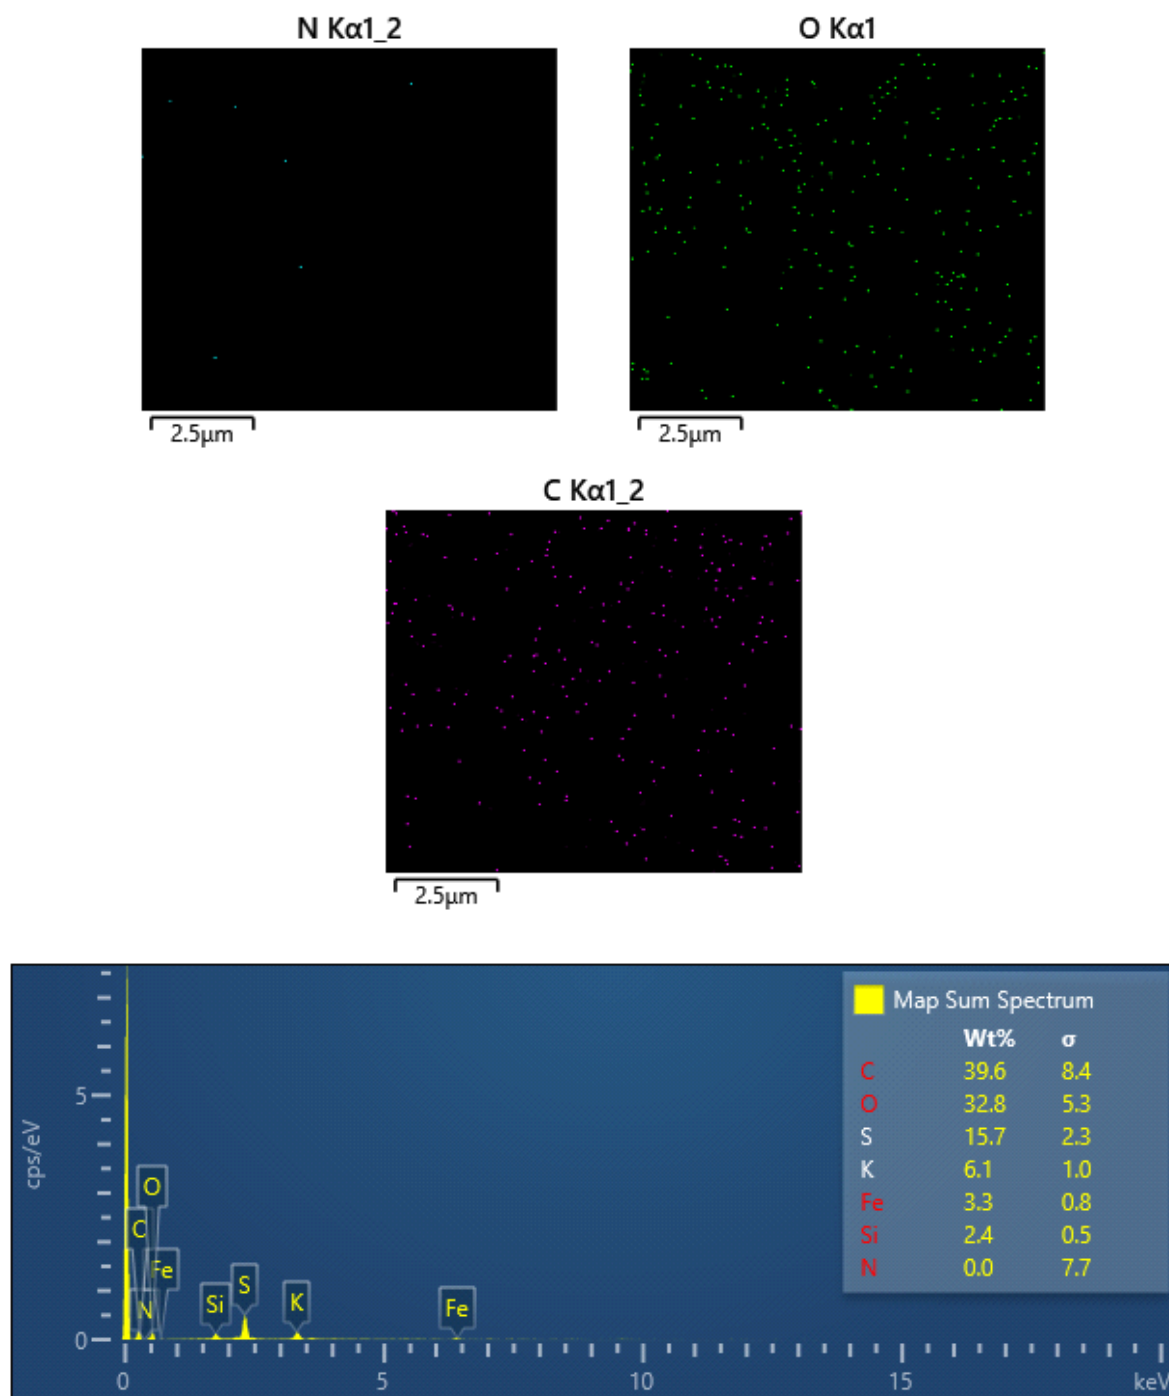 N Kα1_2
O Kα1
2.5μm
2.5μm
C Kα1_2
2.5μm
Map Sum Spectrum
Wt% σ
C 39.6 8.4
O 32.8 5.3
S 15.7 2.3
K 6.1 1.0
Fe 3.3 0.8
Si 2.4 0.5
N 0.0 7.7
cps/eV
5
0
O
C
Fe
N
Si
S
K
Fe
0 5 10 15 keV